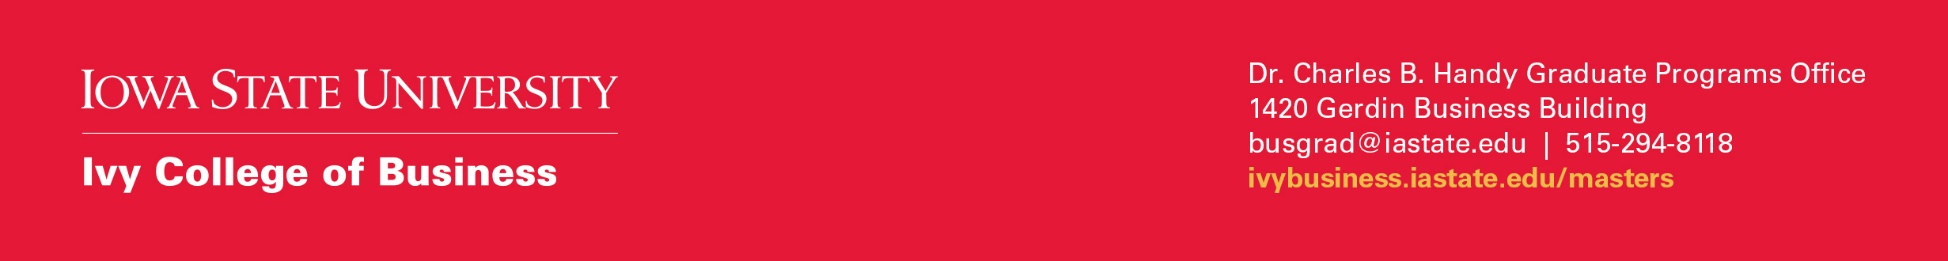 IOWA STATE UNIVERSITY
Ivy College of Business
Dr. Charles B. Handy Graduate Programs Office
1420 Gerdin Business Building
busgrad@iastate.edu | 515-294-8118
ivybusiness.iastate.edu/masters